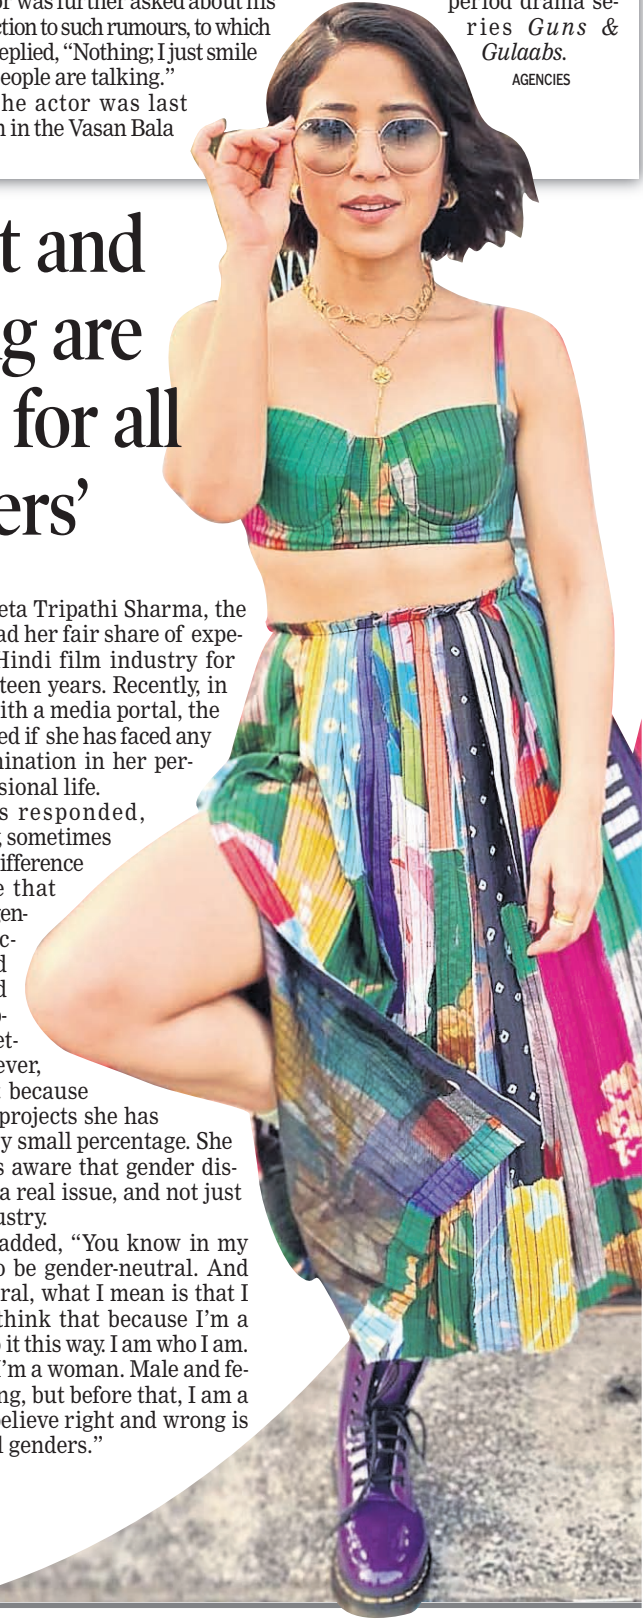 or was further asked about his
ction to such rumours, to which
eplied, “Nothing; I just smile
eople are talking.”
he actor was last
n in the Vasan Bala
period drama se-
ries Guns &
Gulaabs.
AGENCIES
t and
g are
for all
ers’
eta Tripathi Sharma, the
ad her fair share of expe-
Hindi film industry for
teen years. Recently, in
ith a media portal, the
ed if she has faced any
mination in her per-
sional life.
s responded,
g sometimes
ifference
e that
gen-
c-
d
d
o-
et-
ever,
t because
projects she has
y small percentage. She
s aware that gender dis-
a real issue, and not just
ustry.
added, “You know in my
o be gender-neutral. And
ral, what I mean is that I
think that because I’m a
o it this way. I am who I am.
I’m a woman. Male and fe-
ng, but before that, I am a
believe right and wrong is
l genders.”